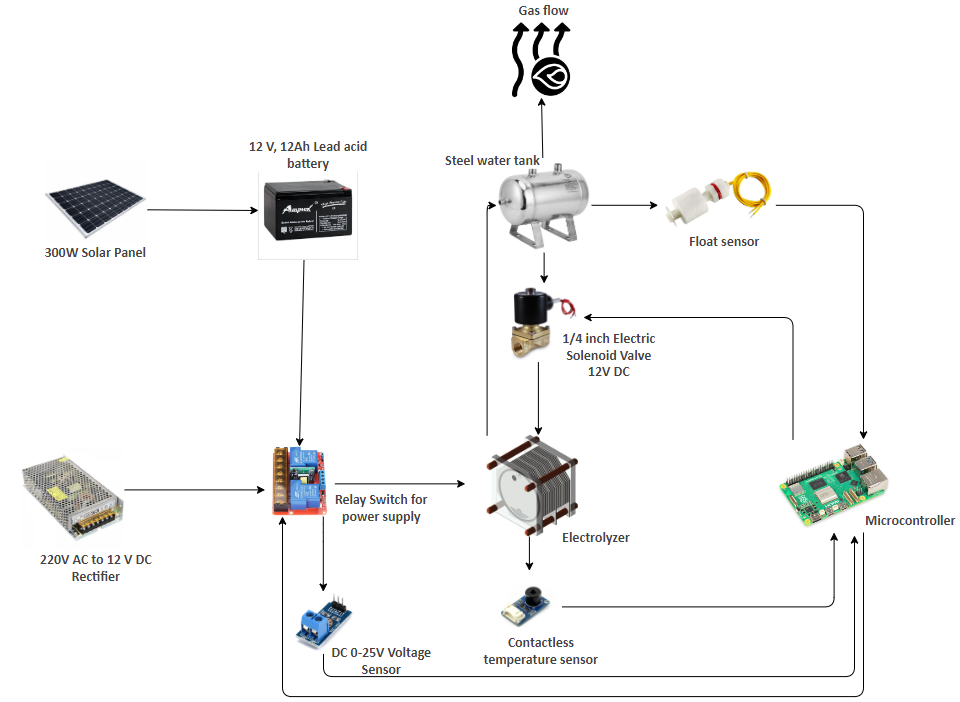 Gas flow
12 V, 12Ah Lead acid
battery
Steel water tank
300W Solar Panel
Float sensor
1/4 inch Electric
Solenoid Valve
12V DC
Relay Switch for
power supply
Electrolyzer
Microcontroller
220V AC to 12 V DC
Rectifier
DC 0-25V Voltage
Sensor
Contactless
temperature sensor